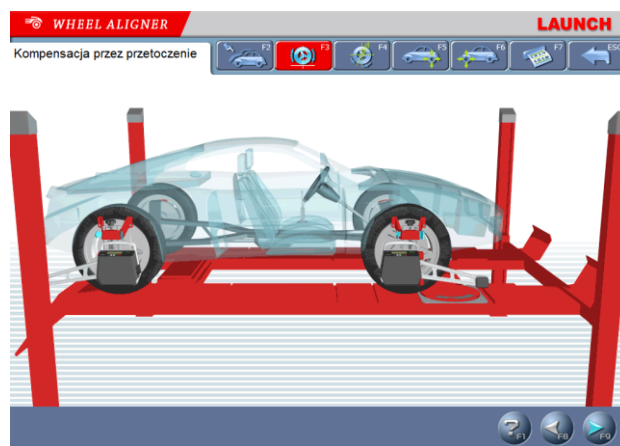 WHEEL ALIGNER
LAUNCH
Kompensacja przez przetoczenie
F2
F3
F4
F5
F6
F7
ESC
?
F1
F8
F9